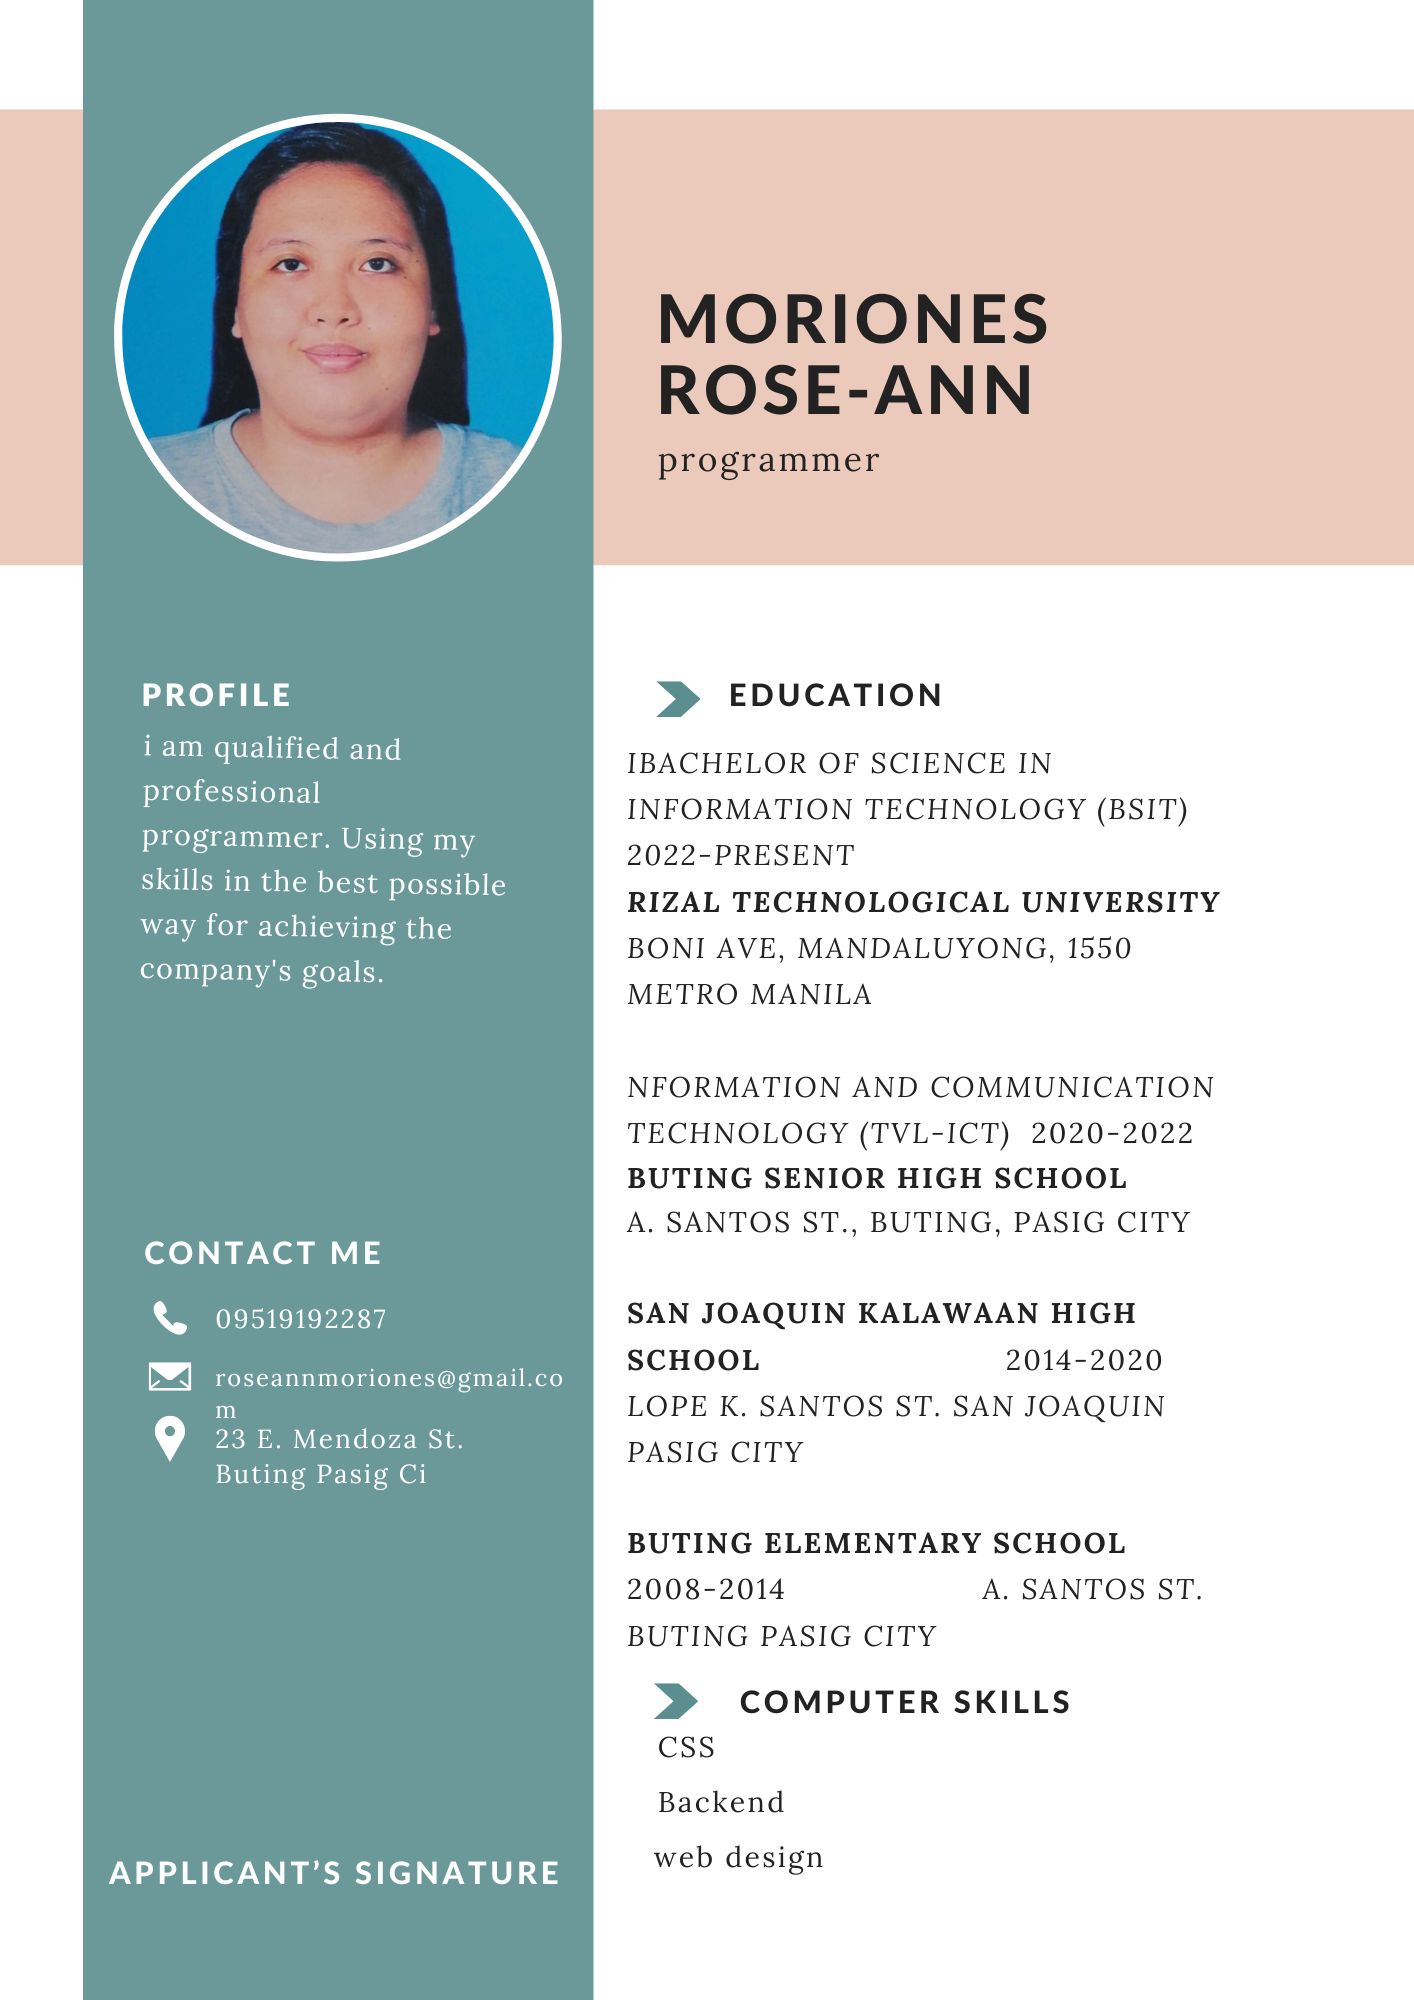 MORIONES
ROSE-ANN
programmer
PROFILE
i am qualified and
professional
programmer. Using my
skills in the best possible
way for achieving the
company's goals.
CONTACT ME
09519192287
roseannmoriones@gmail.co
m
23 E. Mendoza St.
Buting Pasig Ci
APPLICANT’S SIGNATURE
EDUCATION
IBACHELOR OF SCIENCE IN
INFORMATION TECHNOLOGY (BSIT)
2022-PRESENT
RIZAL TECHNOLOGICAL UNIVERSITY
BONI AVE, MANDALUYONG, 1550
METRO MANILA
NFORMATION AND COMMUNICATION
TECHNOLOGY (TVL-ICT) 2020-2022
BUTING SENIOR HIGH SCHOOL
A. SANTOS ST., BUTING, PASIG CITY
SAN JOAQUIN KALAWAAN HIGH
SCHOOL 2014-2020
LOPE K. SANTOS ST. SAN JOAQUIN
PASIG CITY
BUTING ELEMENTARY SCHOOL
2008-2014 A. SANTOS ST.
BUTING PASIG CITY
COMPUTER SKILLS
CSS
Backend
web design